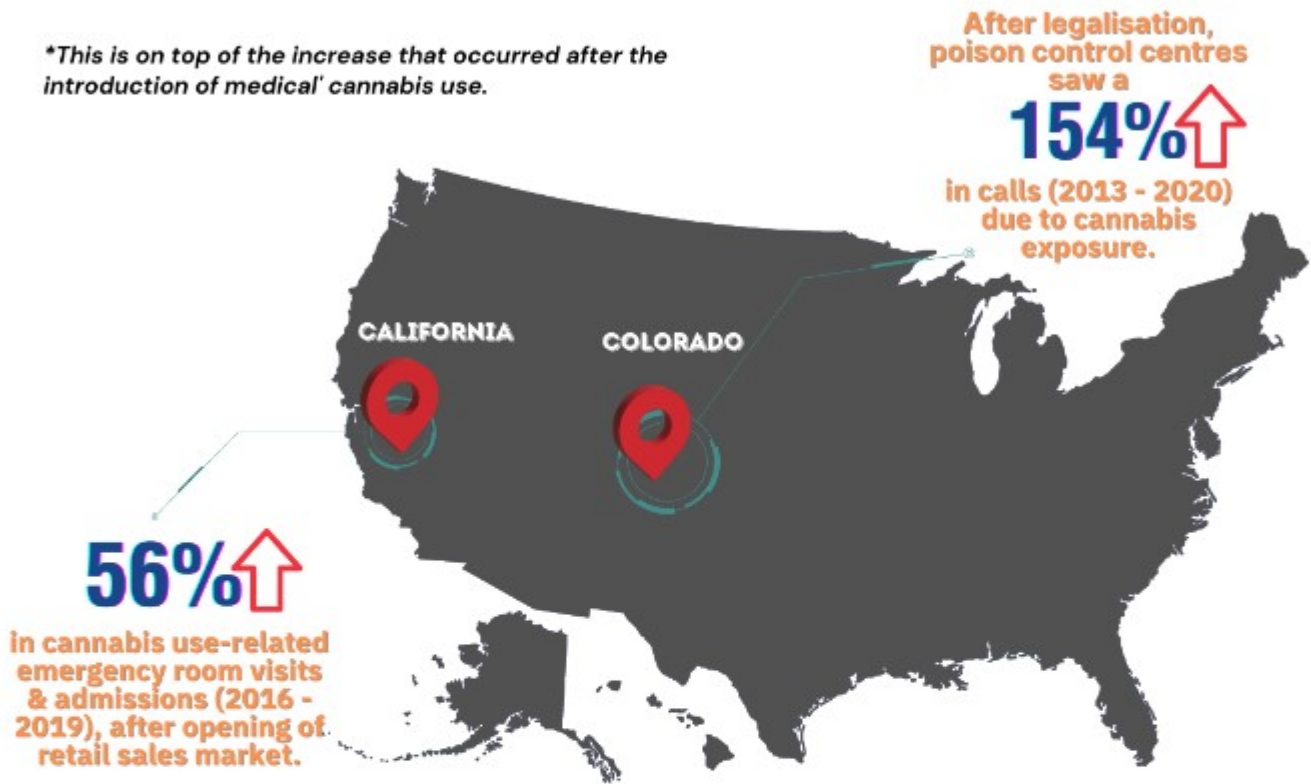 *This is on top of the increase that occurred after the
introduction of medical' cannabis use.
After legalisation,
poison control centres
saw a
154%
in calls (2013 - 2020)
due to cannabis
exposure.
CALIFORNIA
COLORADO
56%
in cannabis use-related
emergency room visits
& admissions (2016 -
2019), after opening of
retail sales market.